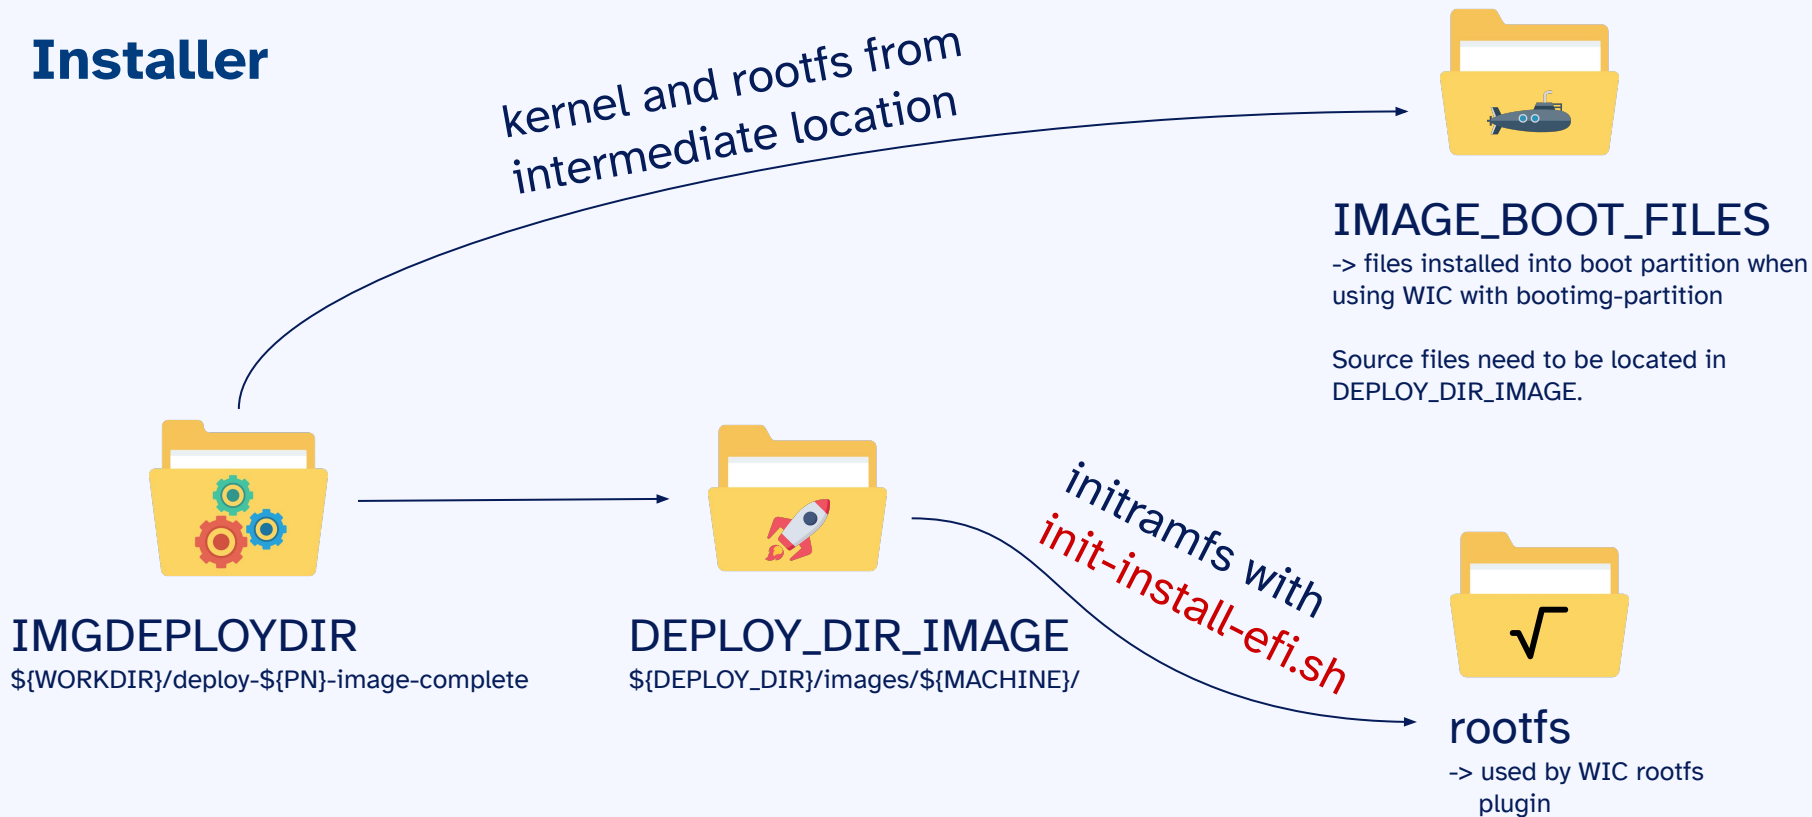 Installer
kernel and rootfs from
intermediate location
IMAGE_BOOT_FILES
-> files installed into boot partition when
using WIC with bootimg-partition
Source files need to be located in
DEPLOY_DIR_IMAGE.
IMGDEPLOYDIR
${WORKDIR}/deploy-${PN}-image-complete
DEPLOY_DIR_IMAGE
${DEPLOY_DIR}/images/${MACHINE}/
initramfs with
init-install-efi.sh
rootfs
-> used by WIC rootfs
plugin